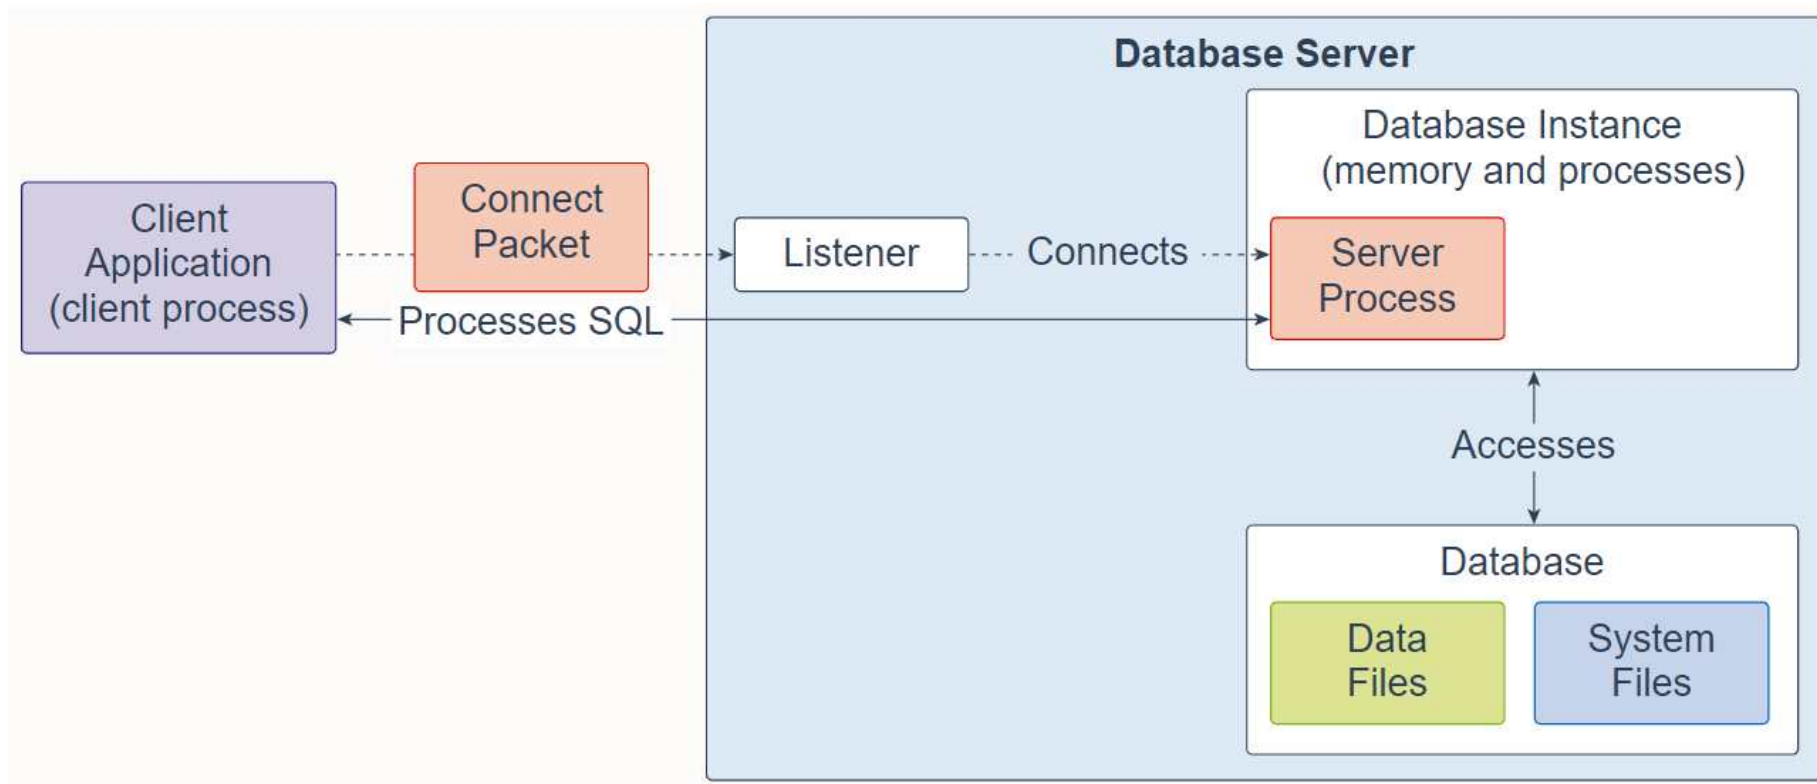 Database Server
Database Instance
(memory and processes)
Client
Application
(client process)
Connect
Packet
Listener
Connects
Server
Process
Processes SQL
Accesses
Database
Data
Files
System
Files